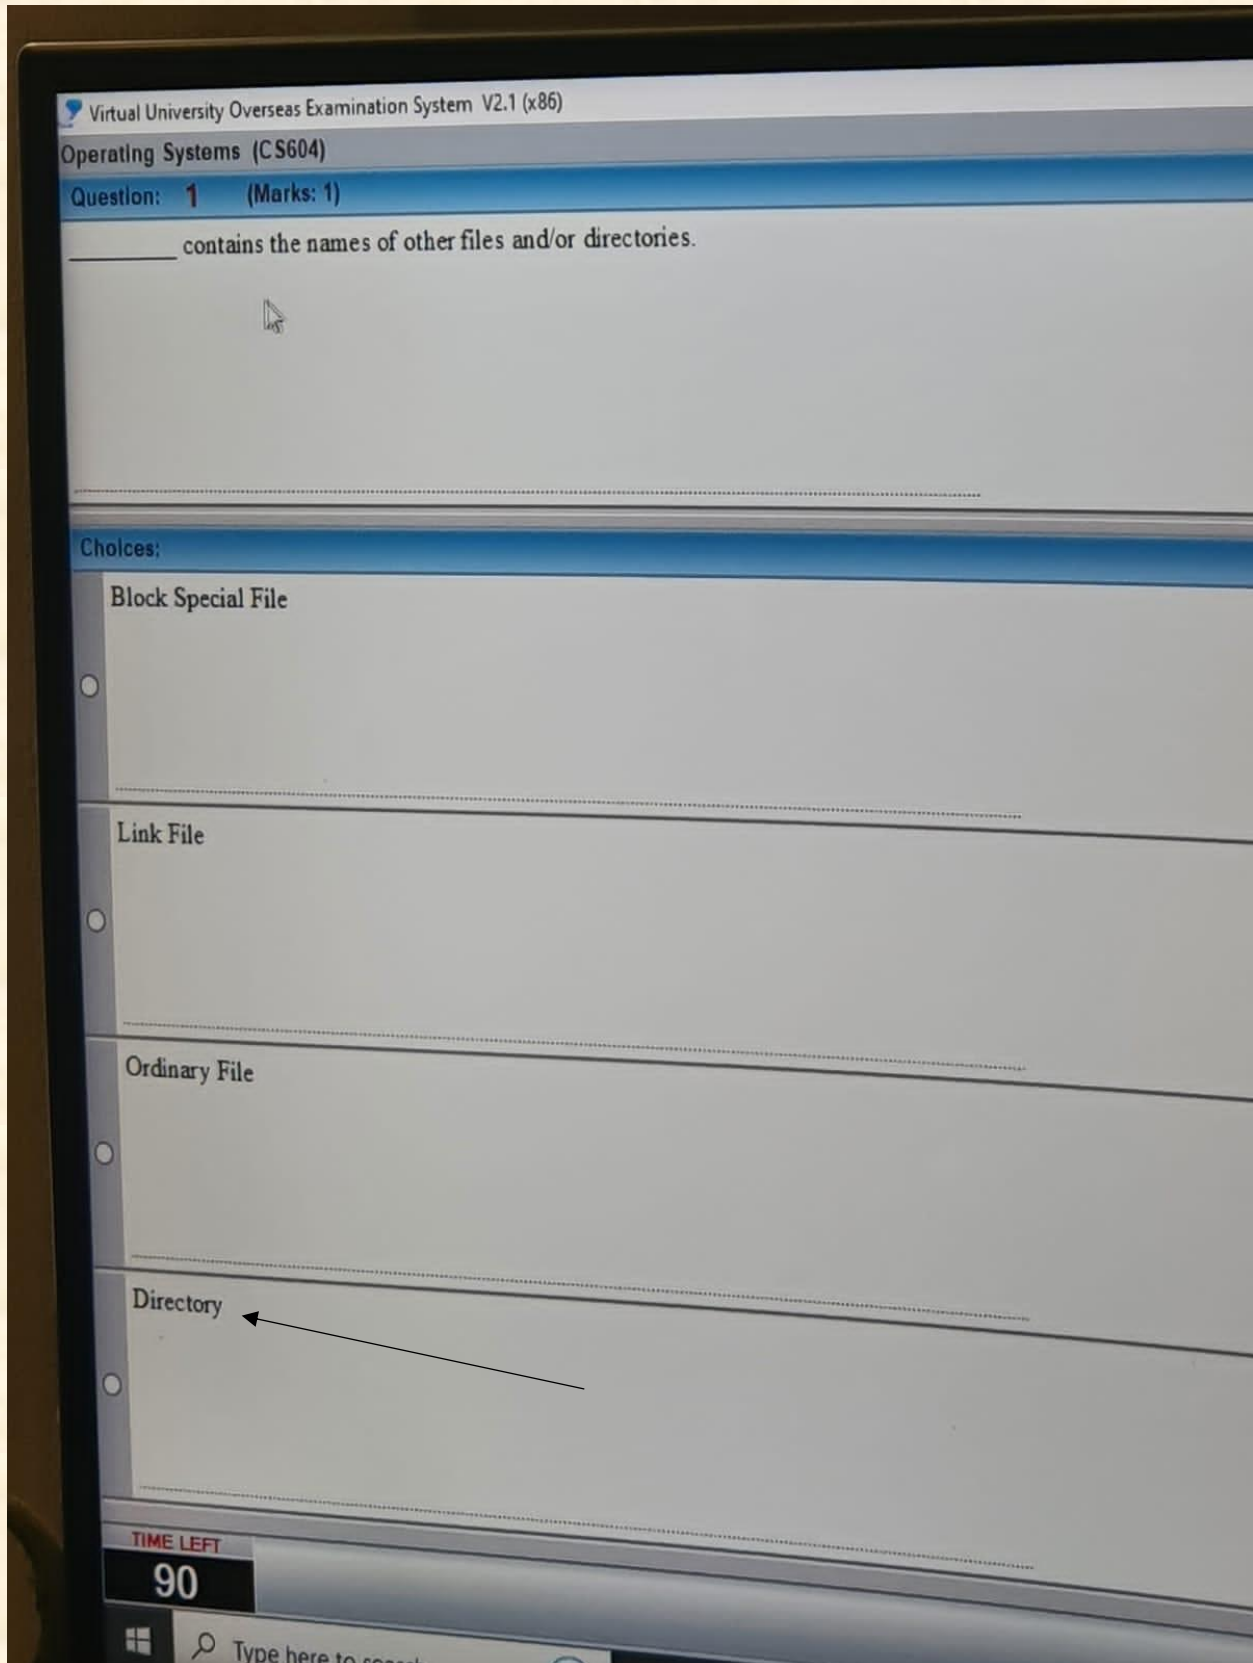 Virtual University Overseas Examination System V2.1 (x86)
Operating Systems (CS604)
Question: 1 (Marks: 1)
________ contains the names of other files and/or directories.
Choices:
Block Special File
Link File
Ordinary File
Directory
TIME LEFT
90
Type here to search